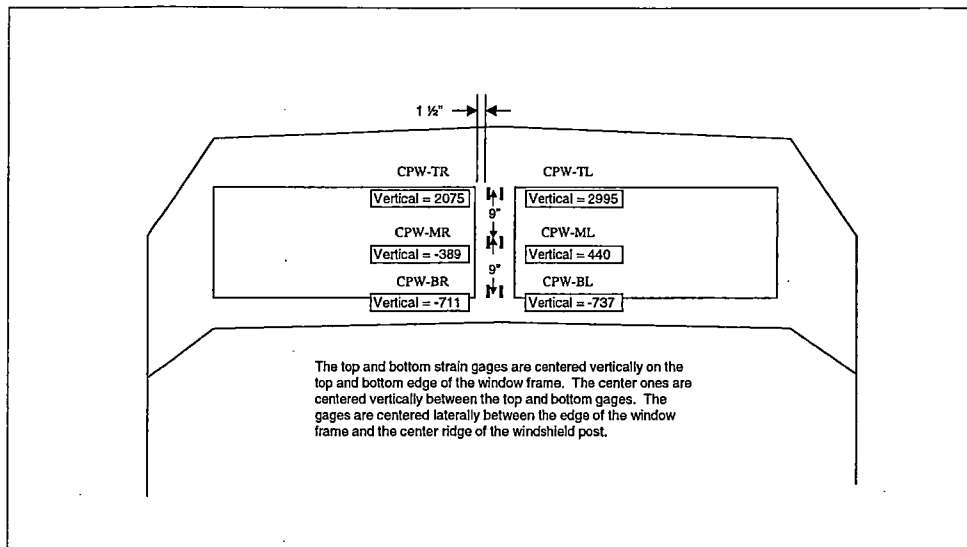 1 ½"
CPW-TR
CPW-TL
Vertical = 2075
Vertical = 2995
9"
CPW-MR
CPW-ML
Vertical = -389
Vertical = 440
9"
CPW-BR
CPW-BL
Vertical = -711
Vertical = -737
The top and bottom strain gages are centered vertically on the
top and bottom edge of the window frame. The center ones are
centered vertically between the top and bottom gages. The
gages are centered laterally between the edge of the window
frame and the center ridge of the windshield post.